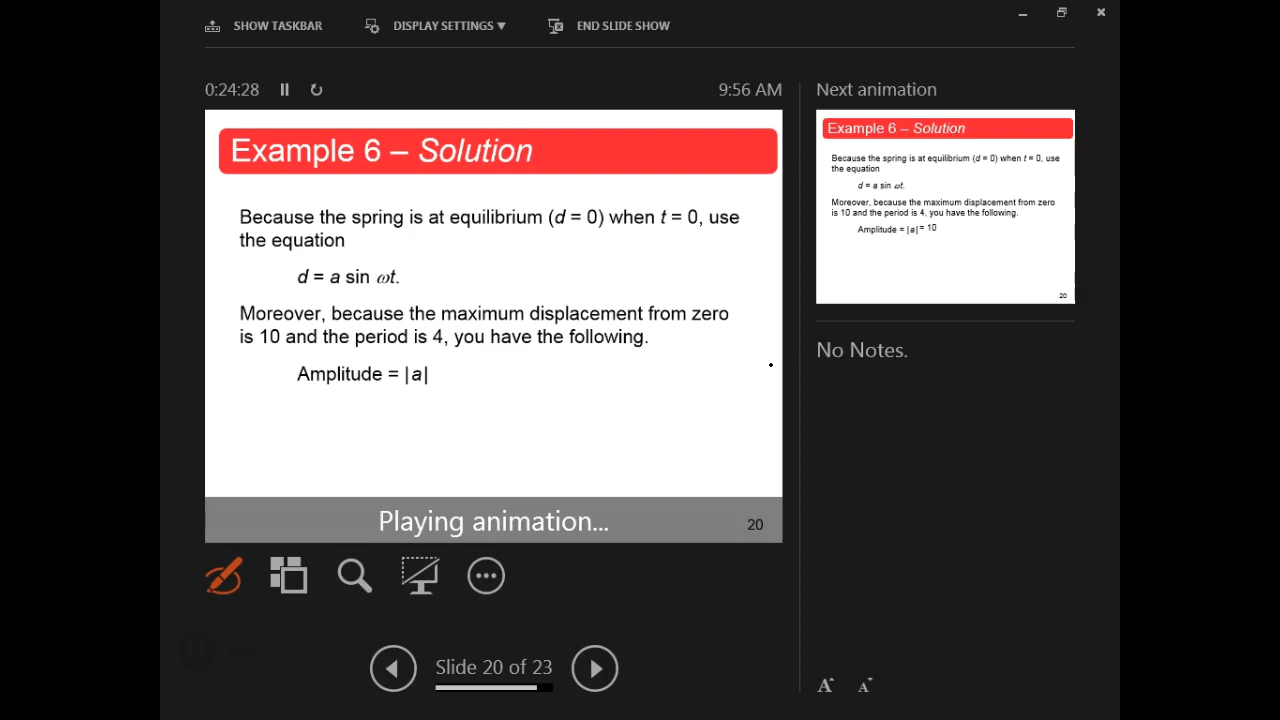 SHOW TASKBAR
DISPLAY SETTINGS ▼
END SLIDE SHOW
0:24:28
9:56 AM
Example 6 – Solution
Because the spring is at equilibrium (d = 0) when t = 0, use
the equation
d = a sin ωt.
Moreover, because the maximum displacement from zero
is 10 and the period is 4, you have the following.
Amplitude = |a|
Playing animation...
20
Slide 20 of 23
Next animation
Example 6 – Solution
Because the spring is at equilibrium (d = 0) when t = 0, use
the equation
d = a sin ωt.
Moreover, because the maximum displacement from zero
is 10 and the period is 4, you have the following.
Amplitude = |a| = 10
20
No Notes.
A A